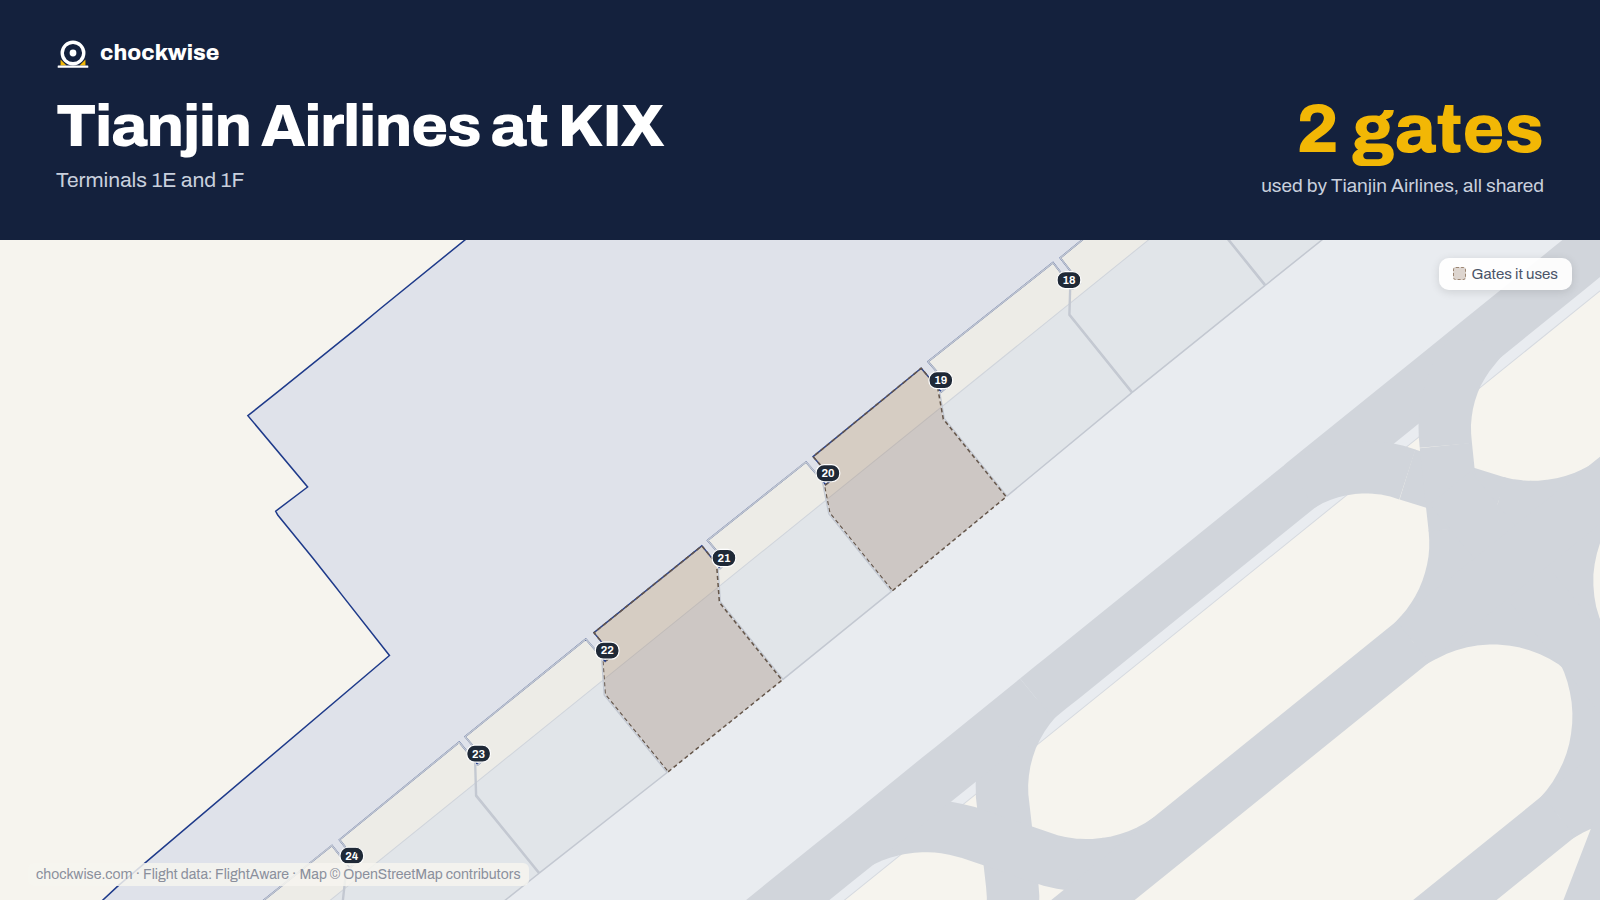 chockwise
Tianjin Airlines at KIX
Terminals 1E and 1F
2 gates
used by Tianjin Airlines, all shared
Gates it uses
18
19
20
21
22
23
24
chockwise.com · Flight data: FlightAware · Map © OpenStreetMap contributors